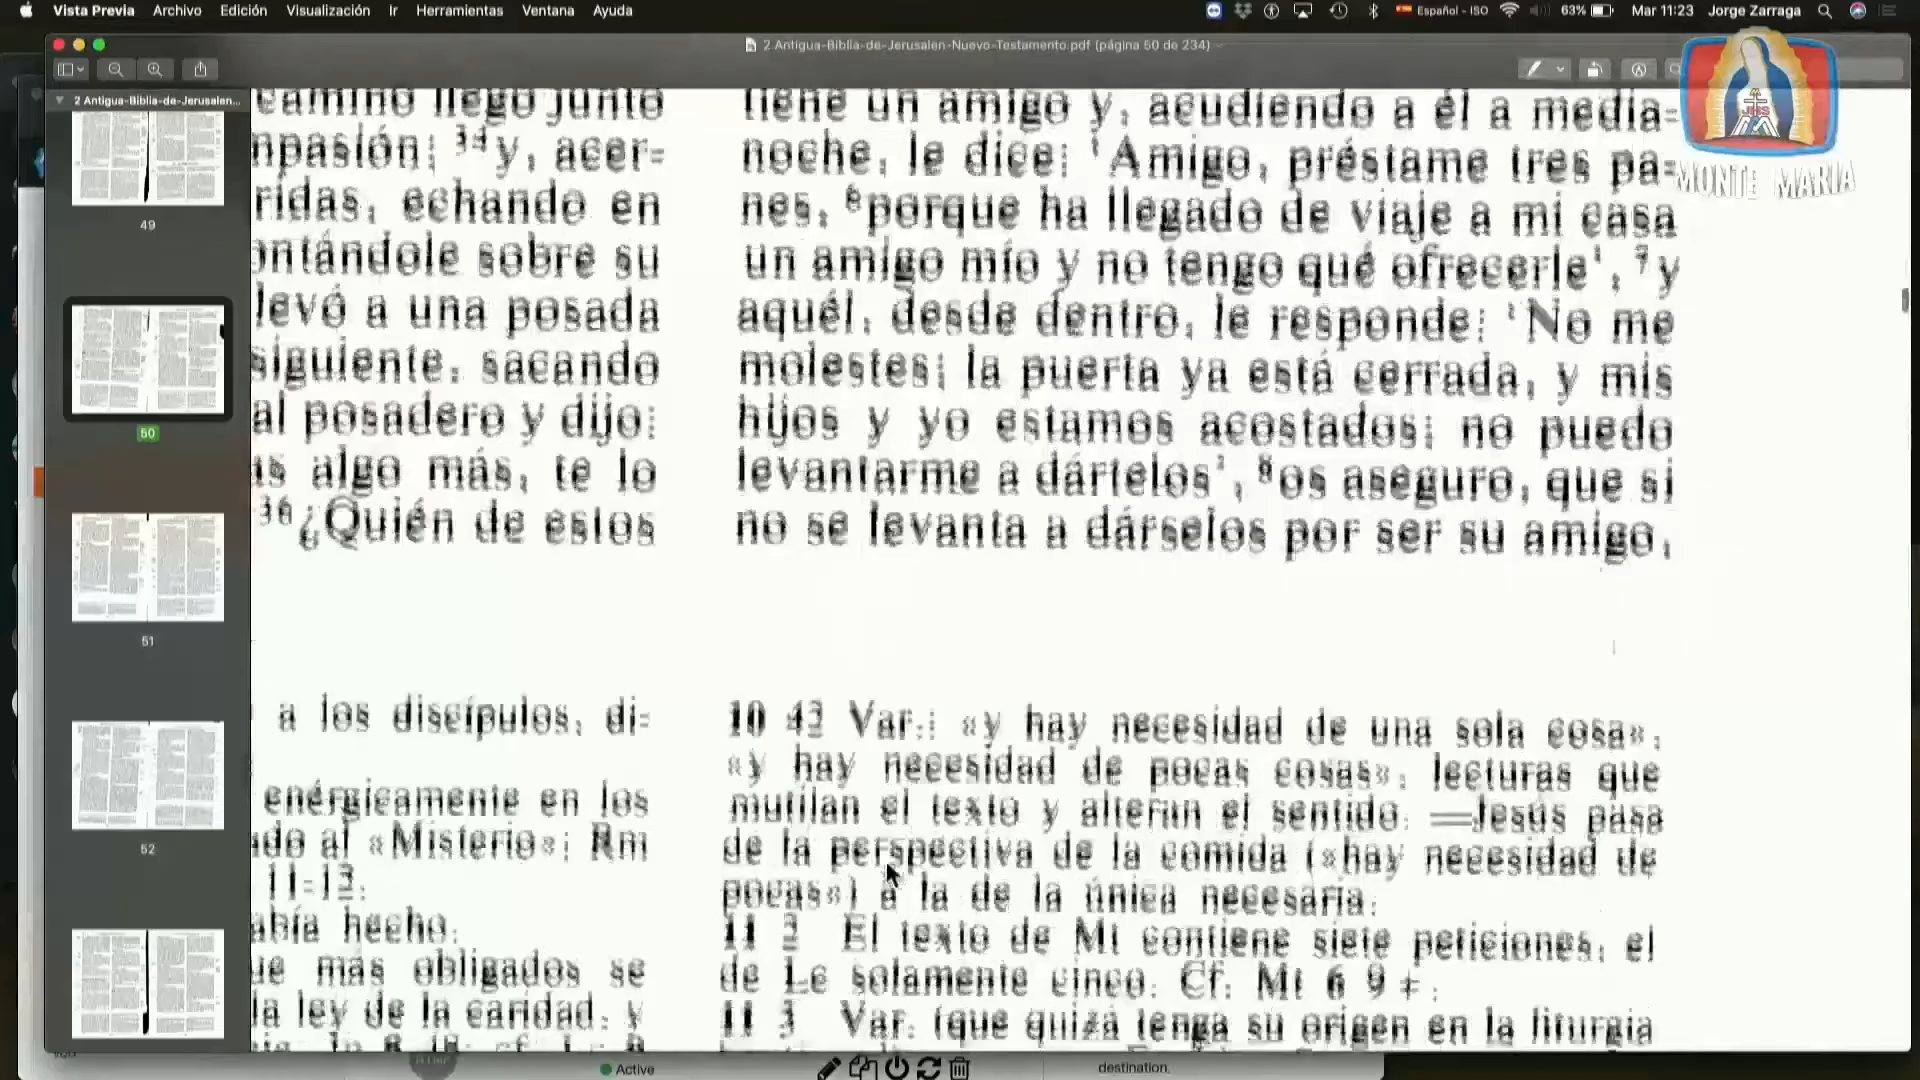 Vista Previa Archivo Edición Visualización Ir Herramientas Ventana Ayuda
Español - ISO 63% Mar 11:23 Jorge Zarraga
2 Antigua-Biblia-de-Jerusalen-Nuevo-Testamento.pdf (página 50 de 234)
2 Antigua-Biblia-de-Jerusalen...
49
50
51
52
JHS
MONTE MARIA
camino llegó junto
npasión; 34 y, acer-
ridas, echando en
ontándole sobre su
levó a una posada
siguiente, sacando
al posadero y dijo:
as algo más, te lo
36 ¿Quién de estos
a los discípulos, di-
enérgicamente en los
ado al «Misterio»; Rm
11-12.
abía hecho.
ue más obligados se
la ley de la caridad, y
tiene un amigo y, acudiendo a él a media-
noche, le dice: 'Amigo, préstame tres pa-
nes, 6 porque ha llegado de viaje a mi casa
un amigo mío y no tengo qué ofrecerle', 7 y
aquél, desde dentro, le responde: 'No me
molestes; la puerta ya está cerrada, y mis
hijos y yo estamos acostados; no puedo
levantarme a dártelos', 8 os aseguro, que si
no se levanta a dárselos por ser su amigo,
10 42 Var.: «y hay necesidad de una sola cosa»,
«y hay necesidad de pocas cosas», lecturas que
mutilan el texto y alteran el sentido. —Jesús pasa
de la perspectiva de la comida («hay necesidad de
pocas») a la de la única necesaria.
11 2 El texto de Mt contiene siete peticiones, el
de Lc solamente cinco. Cf. Mt 6 9 +.
11 3 Var. (que quizá tenga su origen en la liturgia
Active
destination.